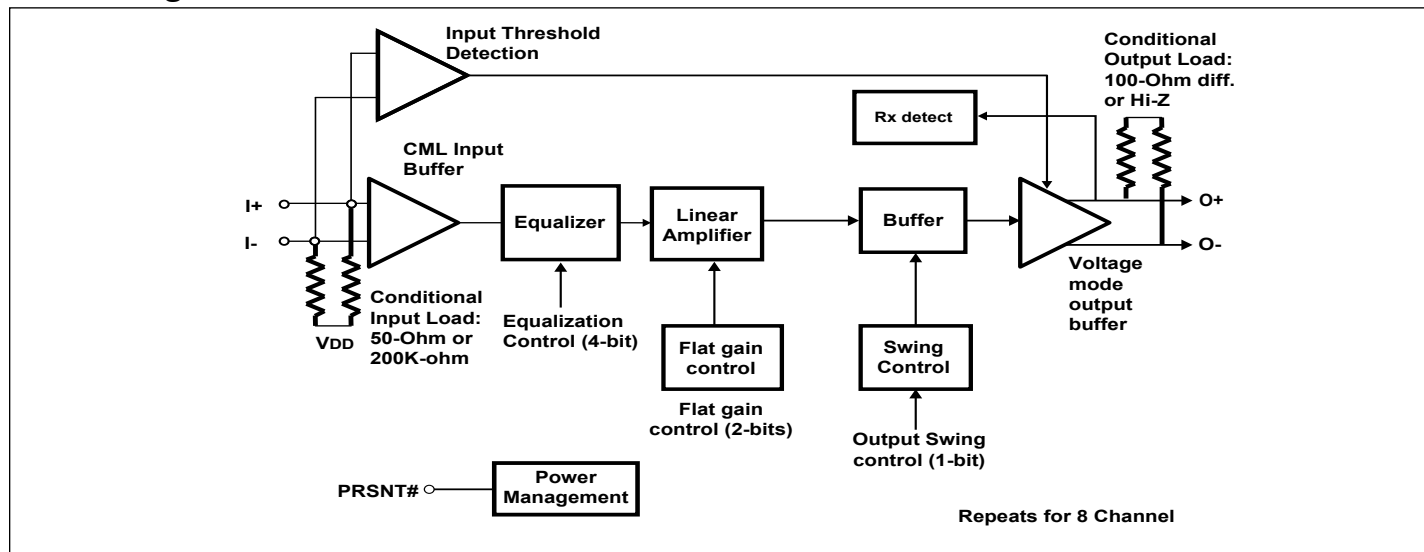 Input Threshold
Detection
Conditional
Output Load:
100-Ohm diff.
or Hi-Z
Rx detect
CML Input
Buffer
I+
I-
Equalizer
Linear
Amplifier
Buffer
O+
O-
Voltage
mode
output
buffer
Conditional
Input Load:
50-Ohm or
200K-ohm
VDD
Equalization
Control (4-bit)
Flat gain
control
Swing
Control
Flat gain
control (2-bits)
Output Swing
control (1-bit)
PRSNT#
Power
Management
Repeats for 8 Channel